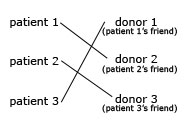 patient 1 donor 1
(patient 1's friend)
patient 2 donor 2
(patient 2's friend)
patient 3 donor 3
(patient 3's friend)